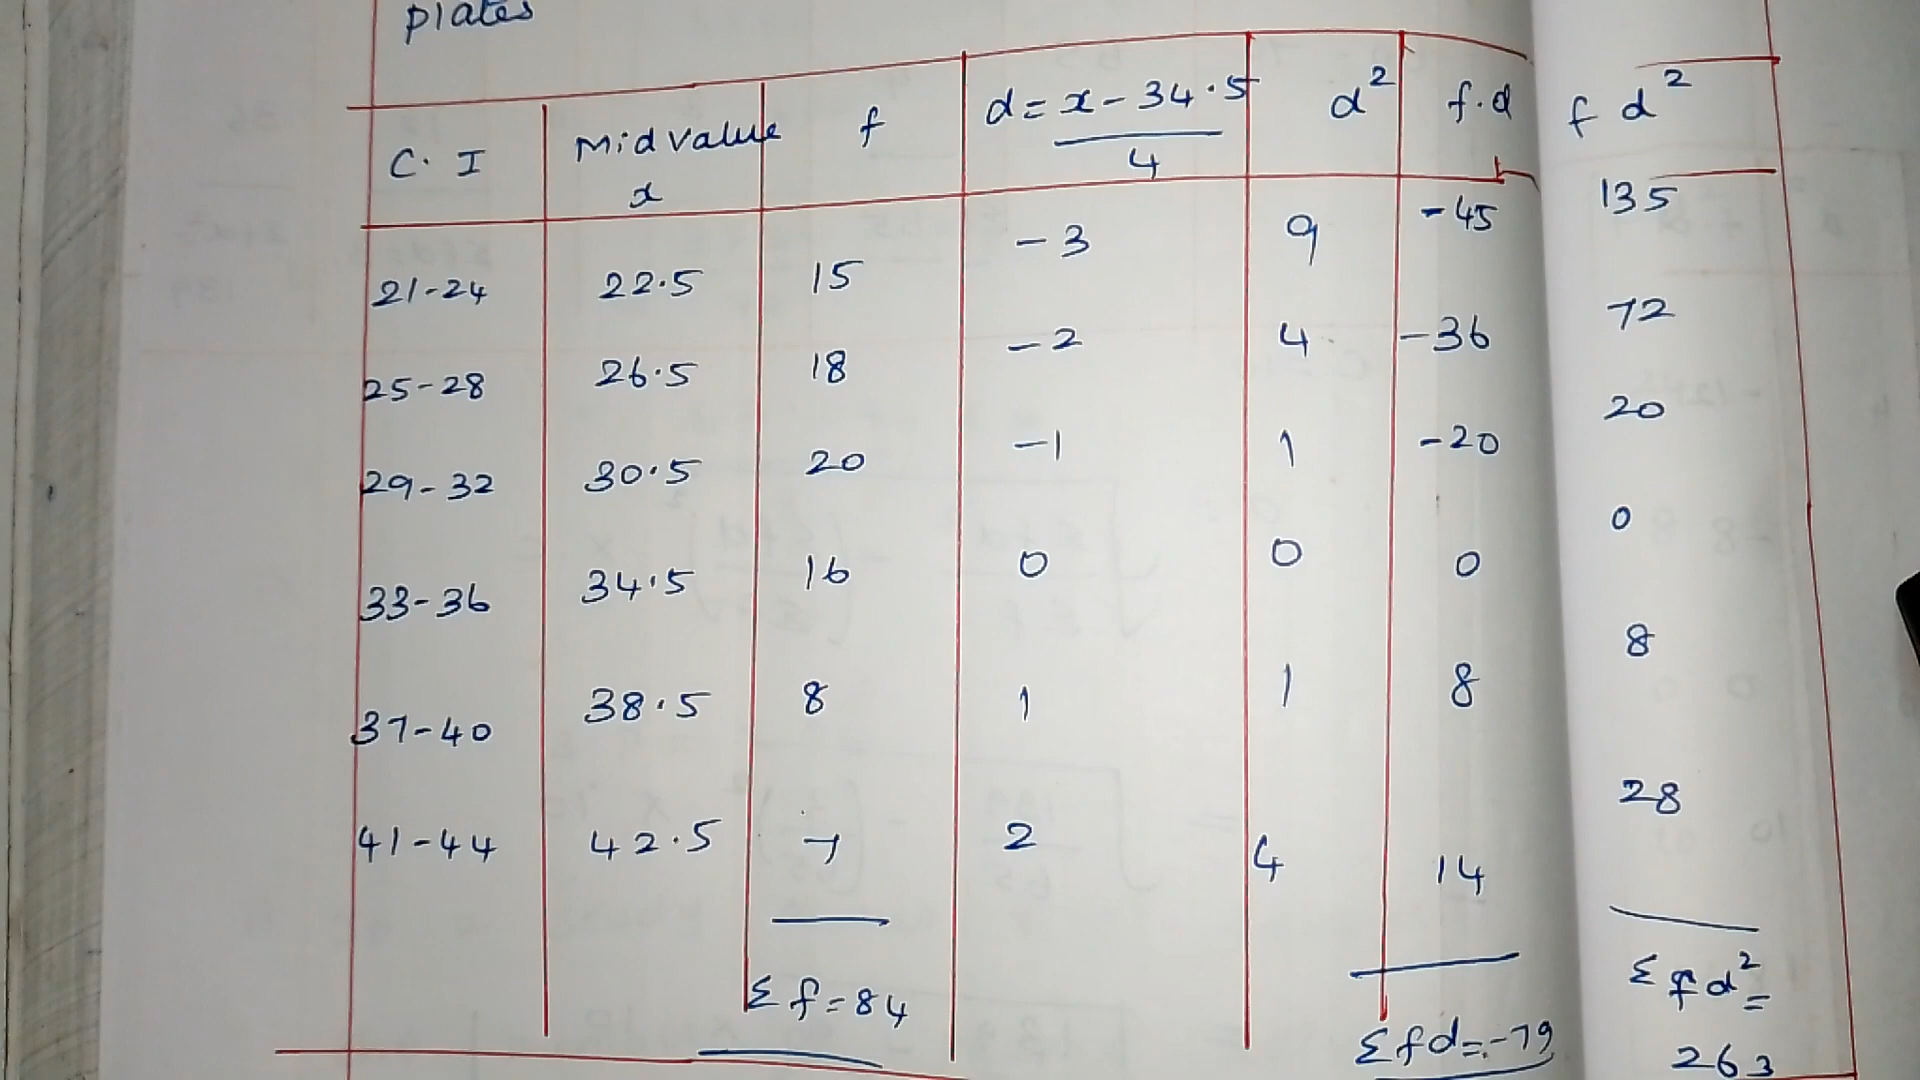 plates
C. I Mid value x f d = x - 34.5 / 4 d² f.d f d²
21-24 22.5 15 -3 9 -45 135
25-28 26.5 18 -2 4 -36 72
29-32 30.5 20 -1 1 -20 20
33-36 34.5 16 0 0 0 0
37-40 38.5 8 1 1 8 8
41-44 42.5 7 2 4 14 28
Σf=84 Σfd=-79 Σfd²= 263